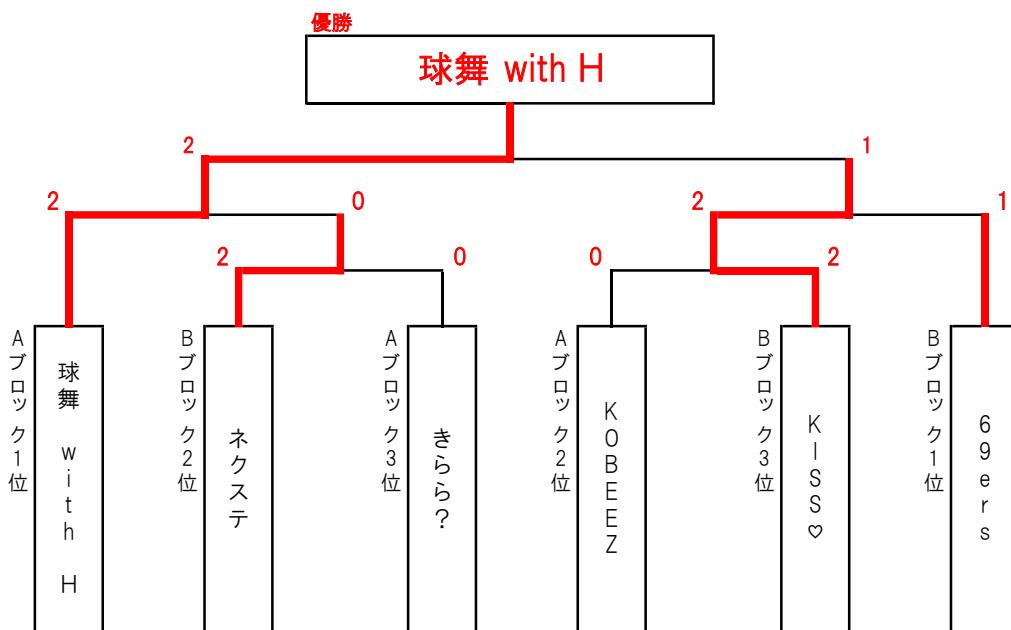 優勝
球舞 with H
2
1
2
0
2
1
2
0
0
2
Aブロック1位
球舞 with H
Bブロック2位
ネクステ
Aブロック3位
きらら？
Aブロック2位
KOBEEZ
Bブロック3位
KISS♡
Bブロック1位
69ers